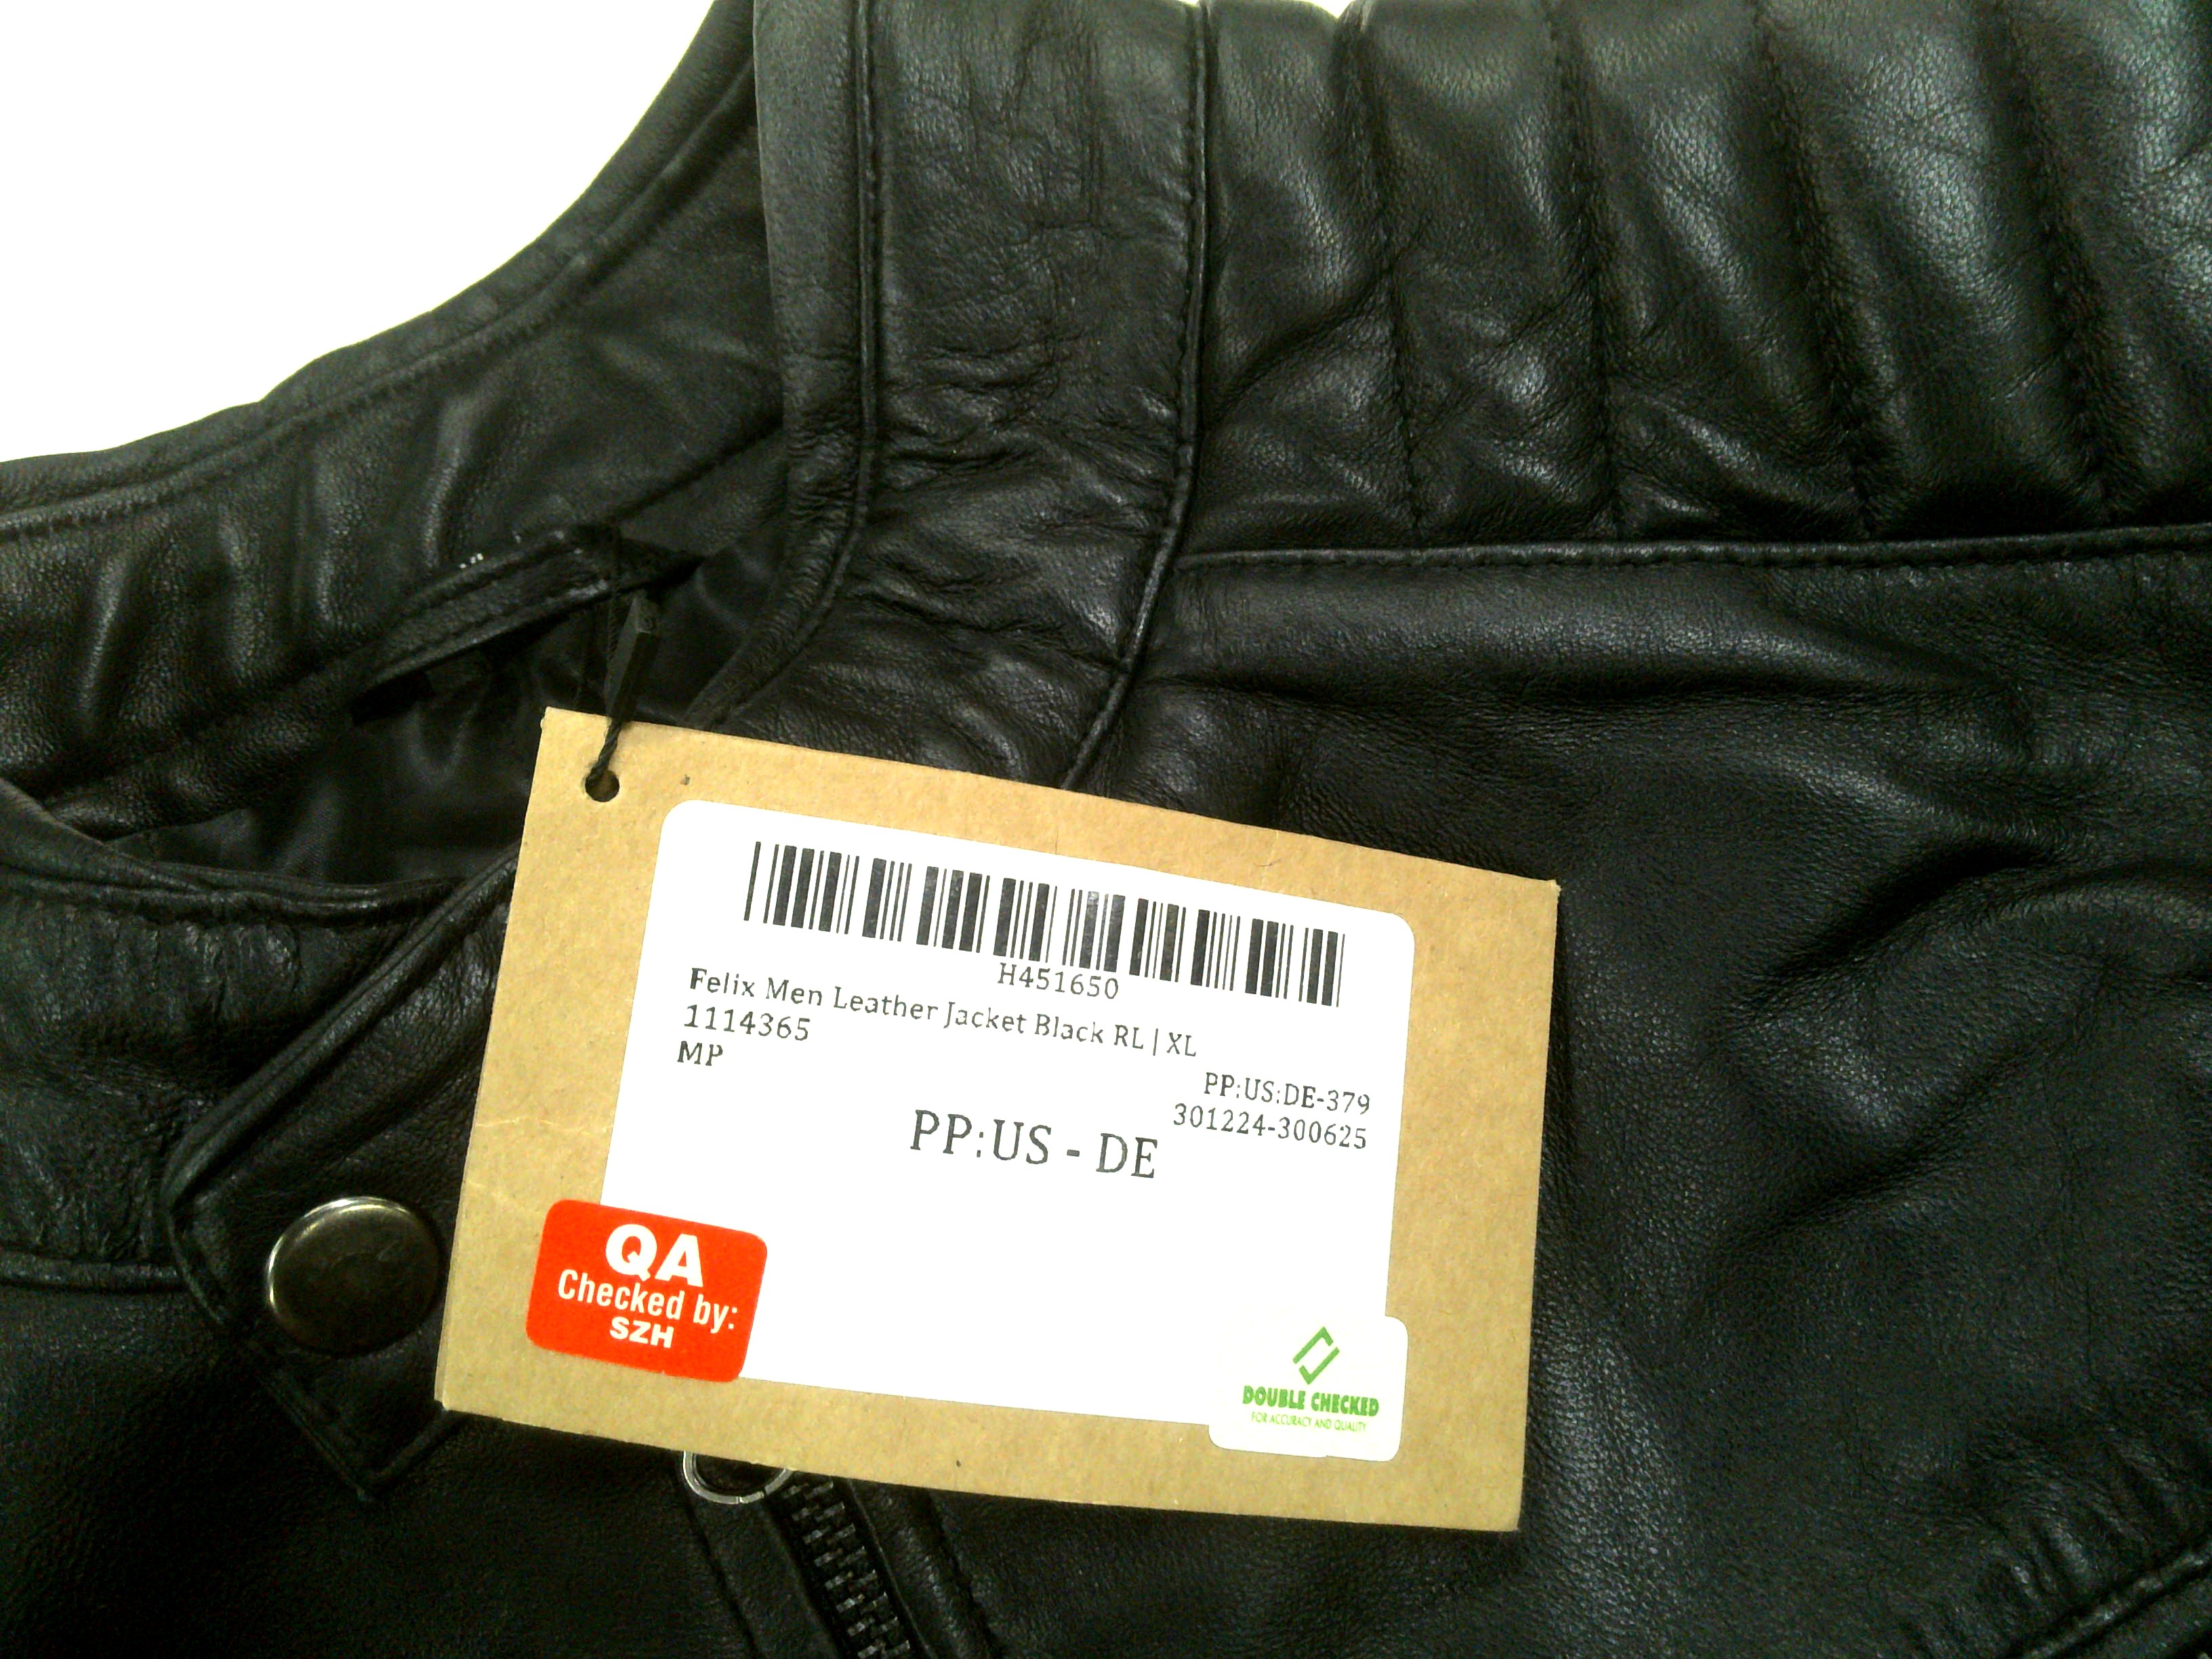 H451650
Felix Men Leather Jacket Black RL | XL
1114365
MP
PP:US:DE-379
301224-300625
PP:US - DE
QA
Checked by:
SZH
DOUBLE CHECKED
FOR ACCURACY AND QUALITY